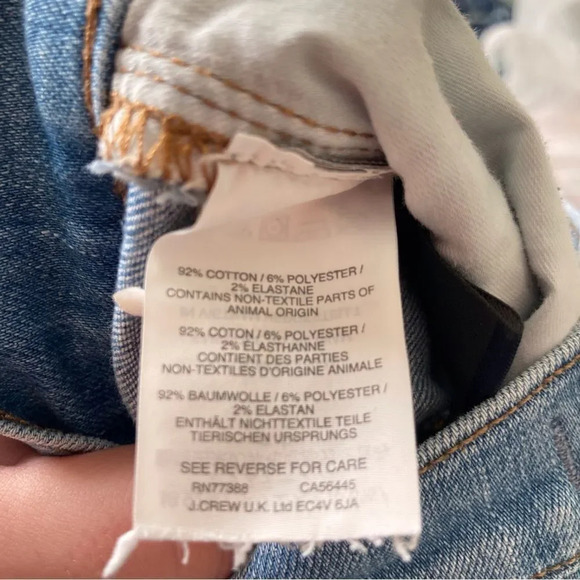 92% COTTON / 6% POLYESTER /
2% ELASTANE
CONTAINS NON-TEXTILE PARTS OF
ANIMAL ORIGIN
92% COTON / 6% POLYESTER /
2% ELASTHANNE
CONTIENT DES PARTIES
NON-TEXTILES D'ORIGINE ANIMALE
92% BAUMWOLLE / 6% POLYESTER /
2% ELASTAN
ENTHÄLT NICHTTEXTILE TEILE
TIERISCHEN URSPRUNGS
SEE REVERSE FOR CARE
RN77388 CA56445
J.CREW U.K. Ltd EC4V 6JA